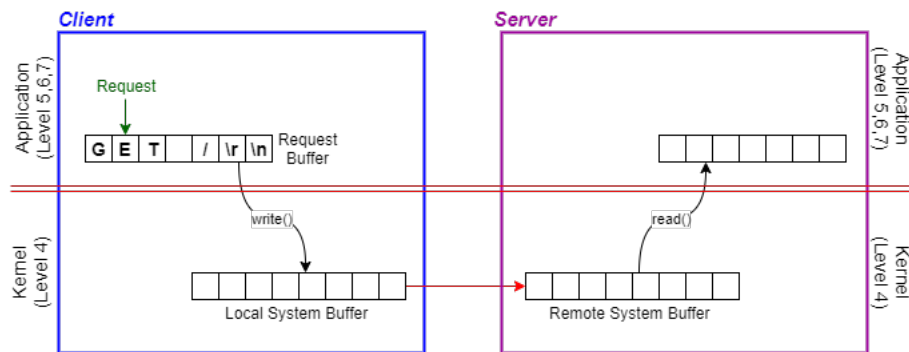 Client
Server
Application
(Level 5,6,7)
Request
G E T / \r \n
Request
Buffer
Application
(Level 5,6,7)
write()
read()
Kernel
(Level 4)
Local System Buffer
Remote System Buffer
Kernel
(Level 4)